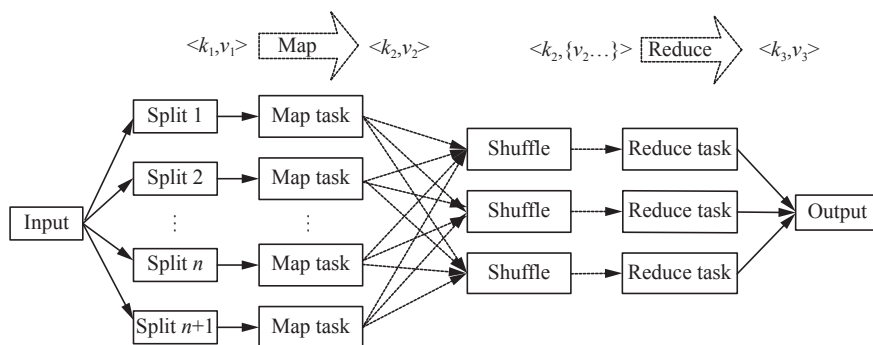 <k₁,v₁> Map <k₂,v₂> <k₂,{v₂…}> Reduce <k₃,v₃>
Split 1 Map task
Shuffle Reduce task
Split 2 Map task
Input ⋮ ⋮ Shuffle Reduce task Output
Split n Map task
Shuffle Reduce task
Split n+1 Map task